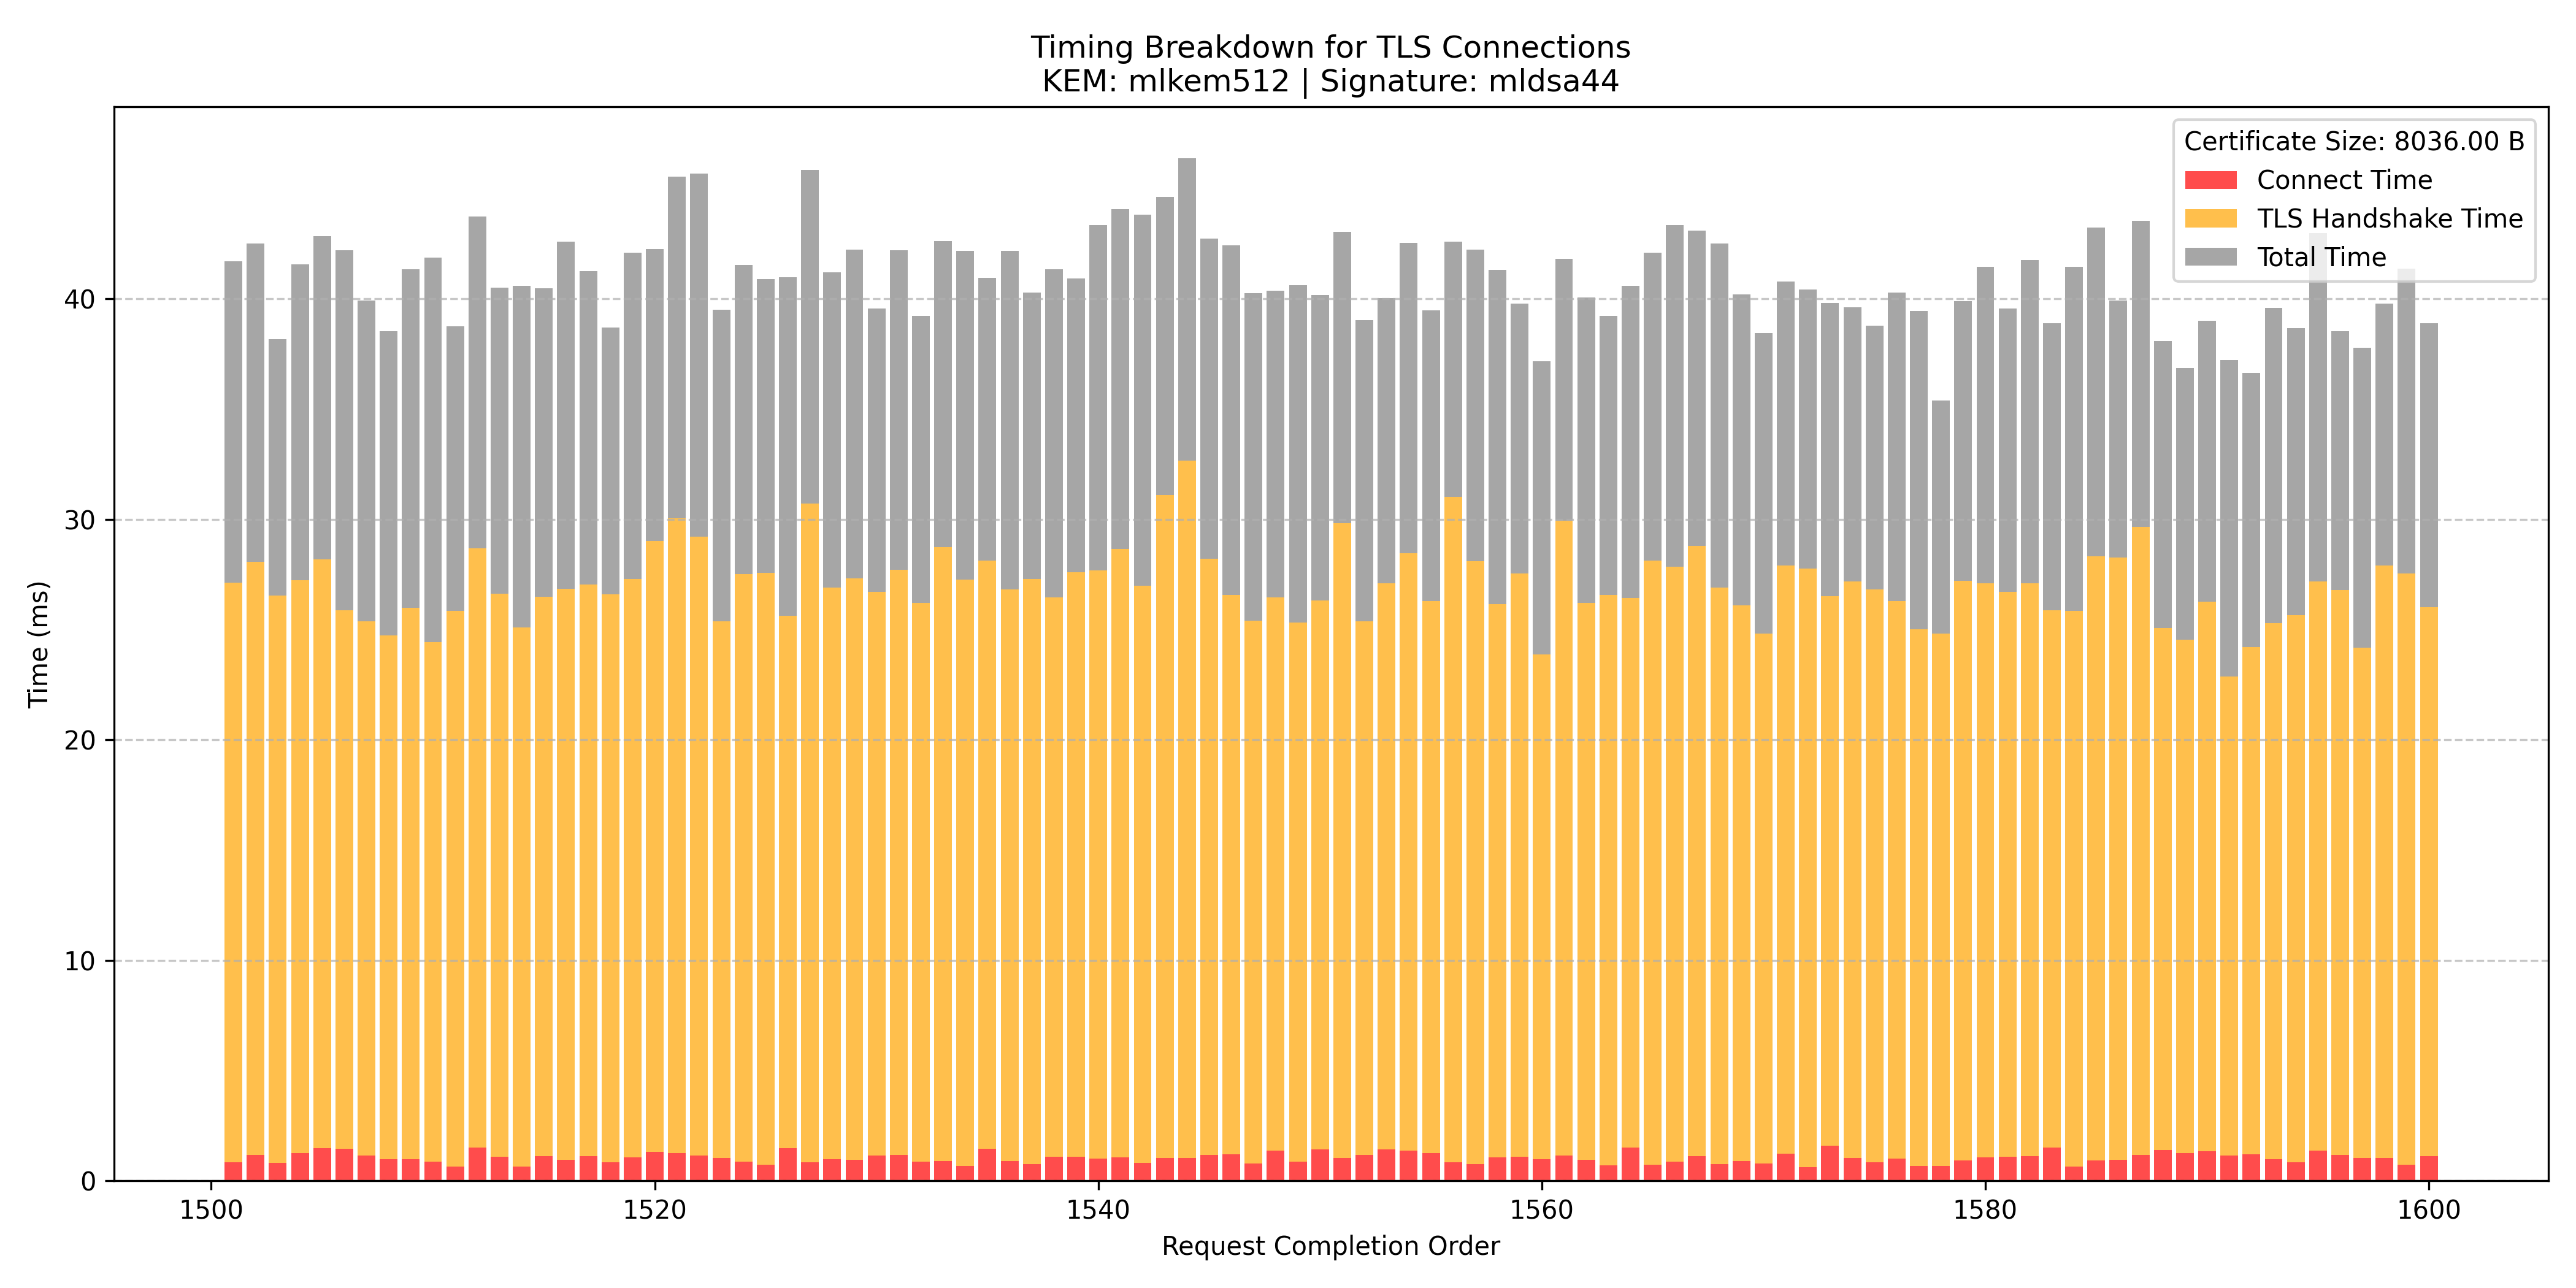 Timing Breakdown for TLS Connections
KEM: mlkem512 | Signature: mldsa44
Certificate Size: 8036.00 B
Connect Time
TLS Handshake Time
Total Time
Time (ms)
40
30
20
10
0
1500
1520
1540
1560
1580
1600
Request Completion Order